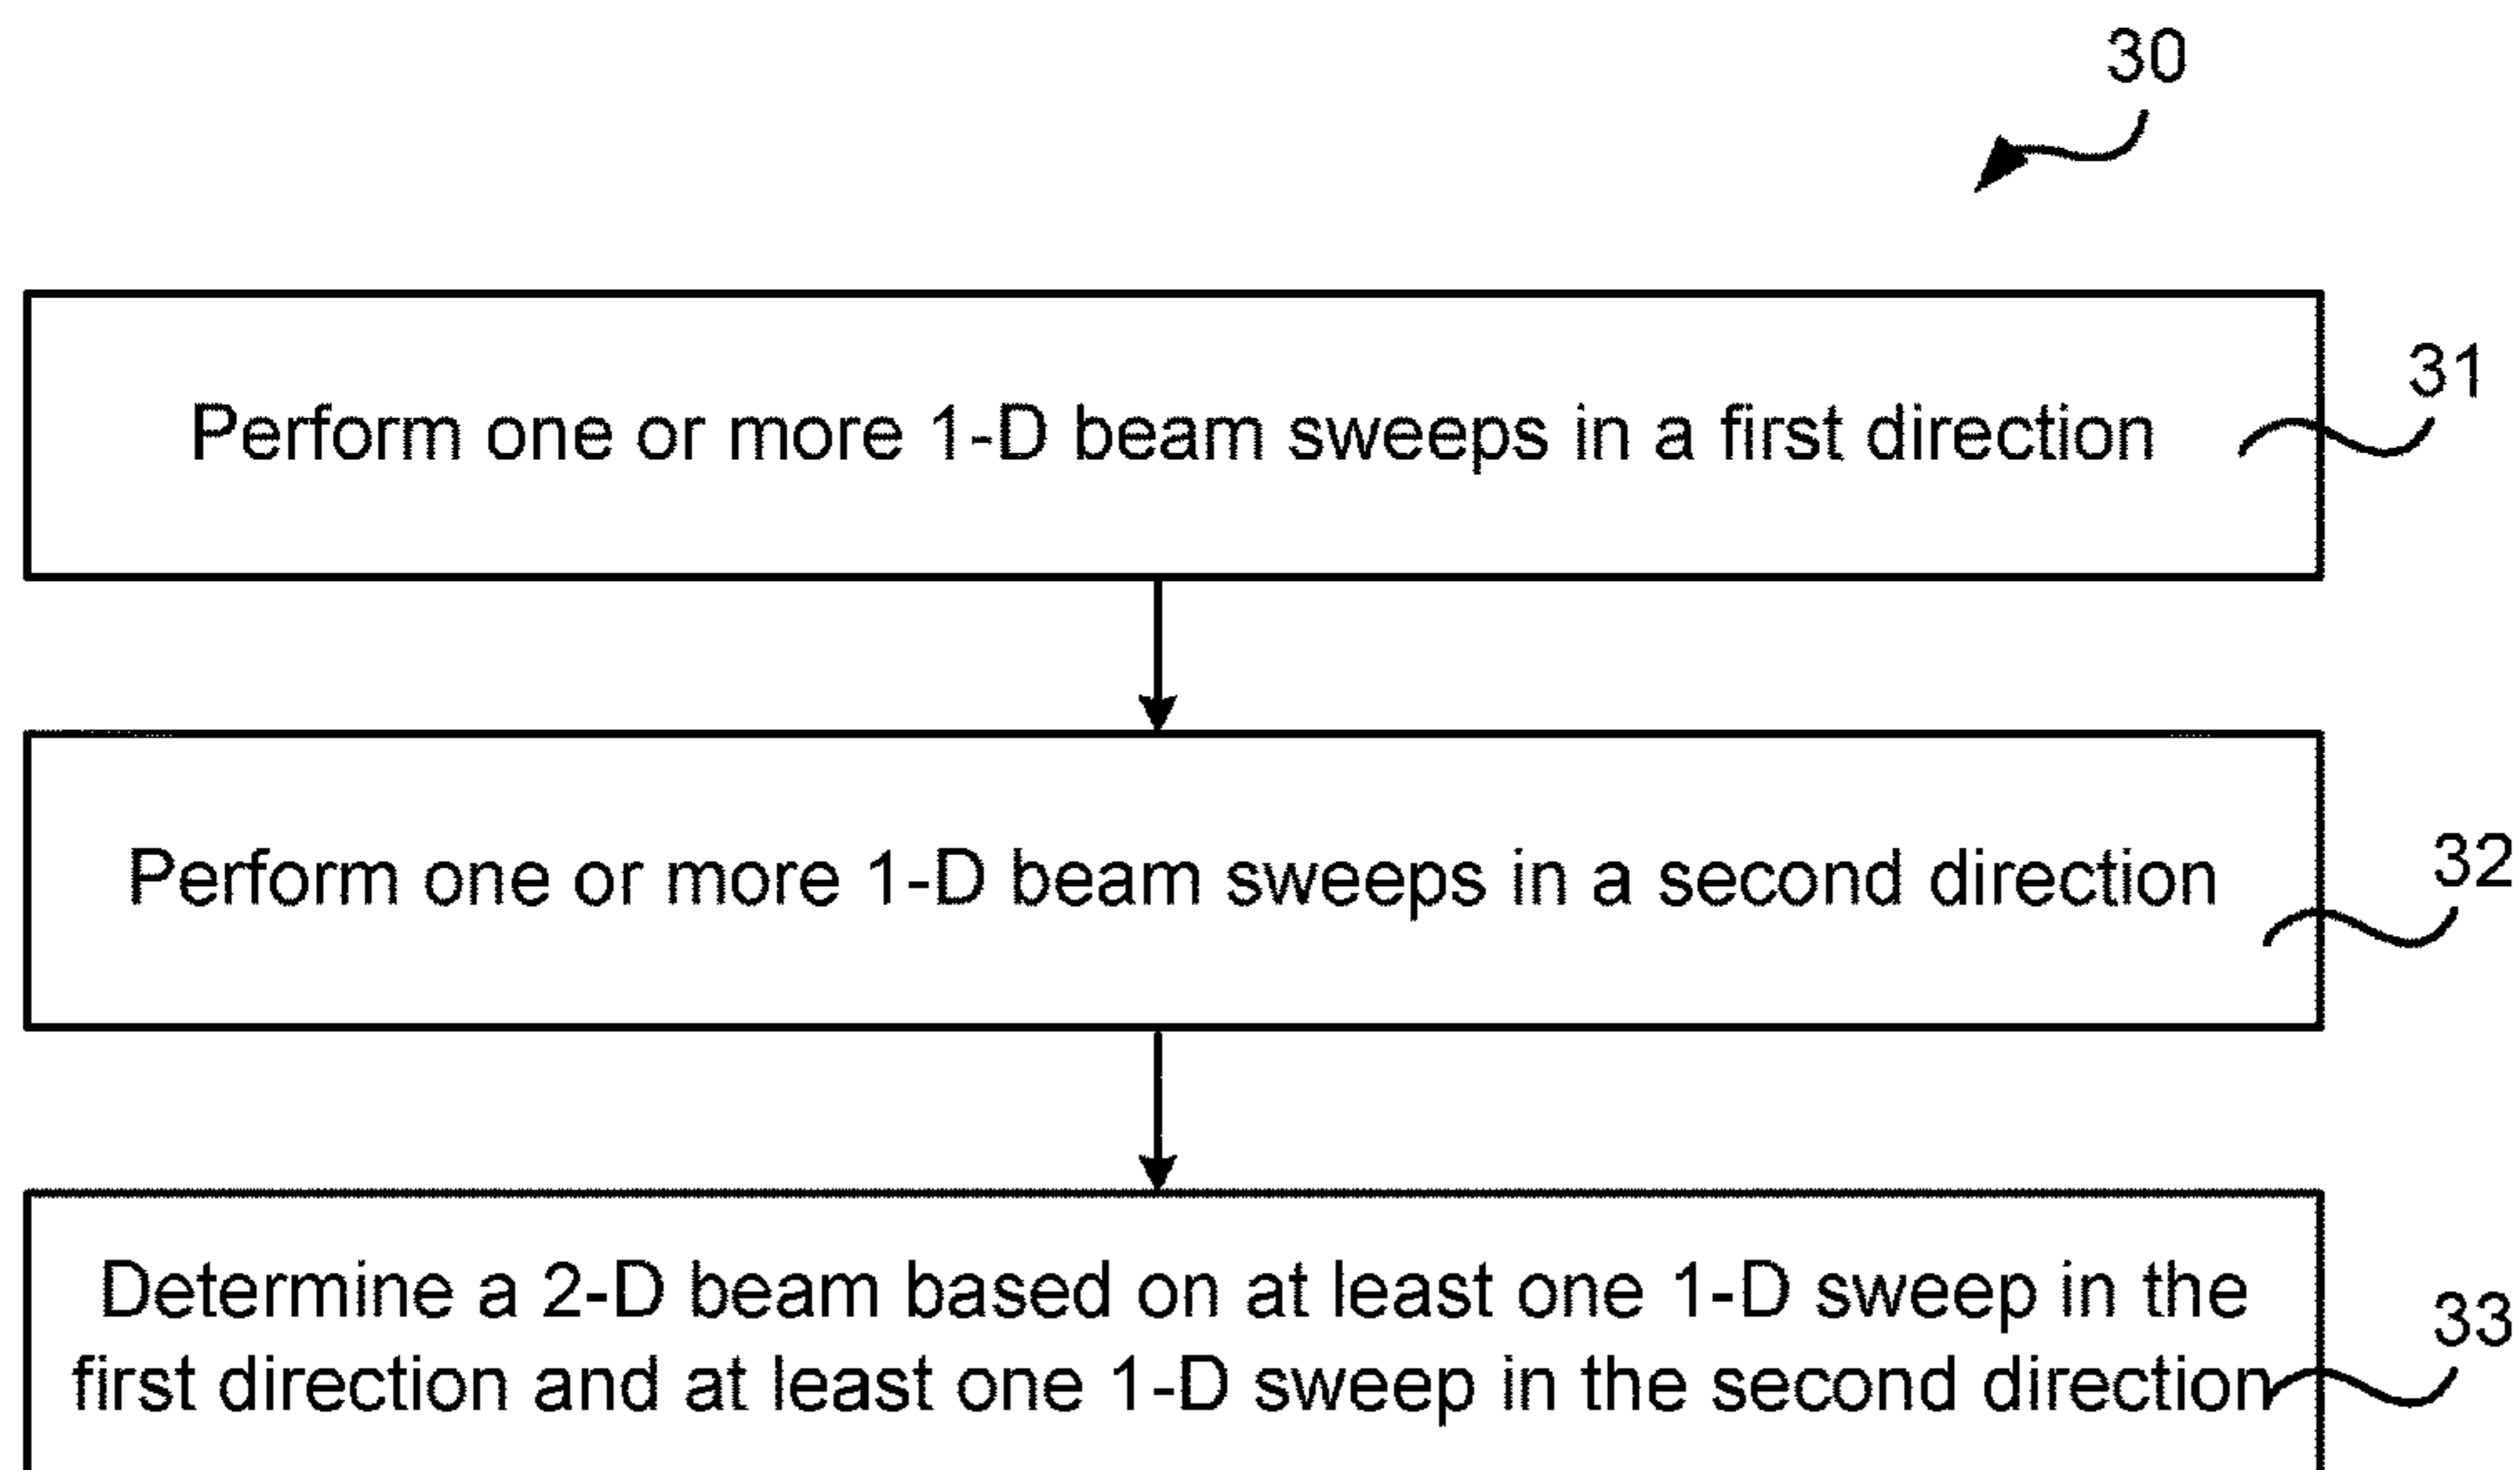 30
Perform one or more 1-D beam sweeps in a first direction
31
Perform one or more 1-D beam sweeps in a second direction
32
Determine a 2-D beam based on at least one 1-D sweep in the
first direction and at least one 1-D sweep in the second direction
33